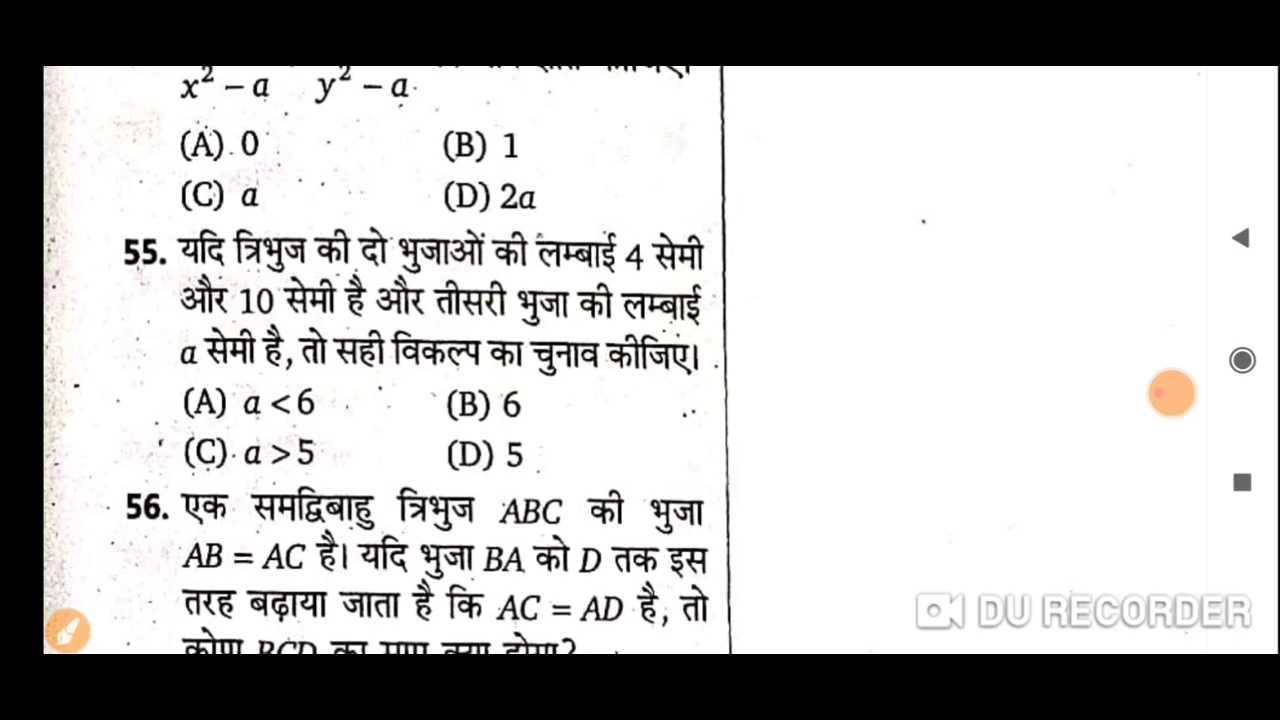 x² – a y² – a
(A) 0 (B) 1
(C) a (D) 2a
55. यदि त्रिभुज की दो भुजाओं की लम्बाई 4 सेमी
और 10 सेमी है और तीसरी भुजा की लम्बाई
a सेमी है, तो सही विकल्प का चुनाव कीजिए।
(A) a < 6 (B) 6
(C) a > 5 (D) 5
56. एक समद्विबाहु त्रिभुज ABC की भुजा
AB = AC है। यदि भुजा BA को D तक इस
तरह बढ़ाया जाता है कि AC = AD है, तो
कोण BCD का माप क्या होगा?
DU RECORDER